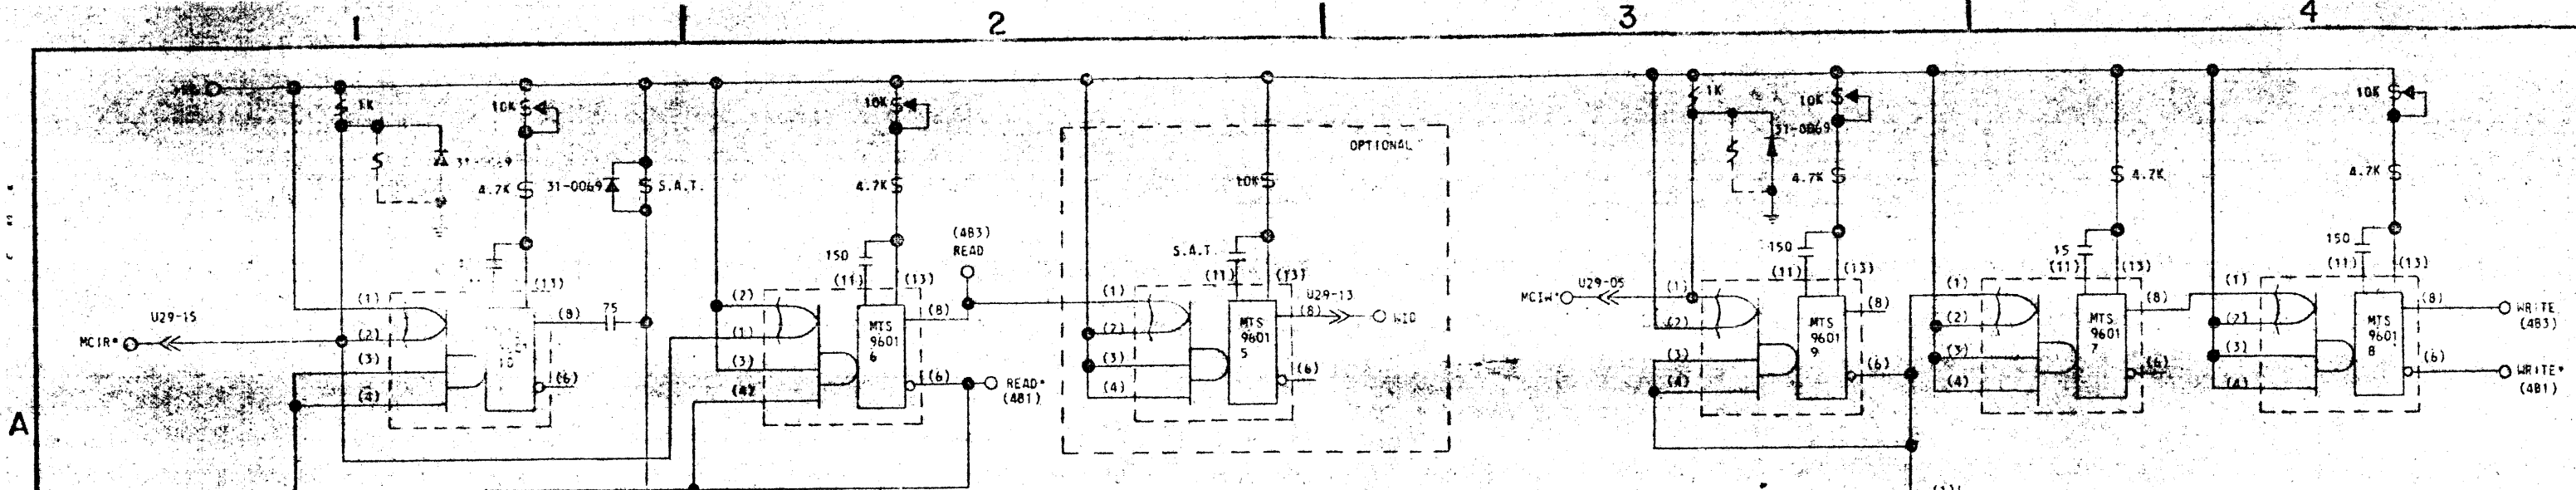 1
2
3
4
A
1K
10K
31-
4.7K
31-0069
S.A.T.
U29-15
MCIR*
(1)
(2)
(3)
(4)
(13)
(8)
75
(6)
10K
4.7K
150
(11)
(13)
(2)
(1)
(3)
(4)
MTS
9601
6
(8)
(6)
(4B3)
READ
READ*
(4B1)
OPTIONAL
10K
S.A.T.
(11)
(13)
(1)
(2)
(3)
(4)
MTS
9601
5
(8)
(6)
U29-13
WIO
1K
31-0069
10K
4.7K
150
(11)
(13)
U29-05
MCIW*
(1)
(2)
(3)
(4)
MTS
9601
9
(8)
(6)
4.7K
15
(11)
(13)
(1)
(2)
(3)
(4)
MTS
9601
7
(8)
(6)
10K
4.7K
150
(11)
(13)
(1)
(2)
(3)
(4)
MTS
9601
8
(8)
(6)
WRITE
(4B3)
WRITE*
(4B1)